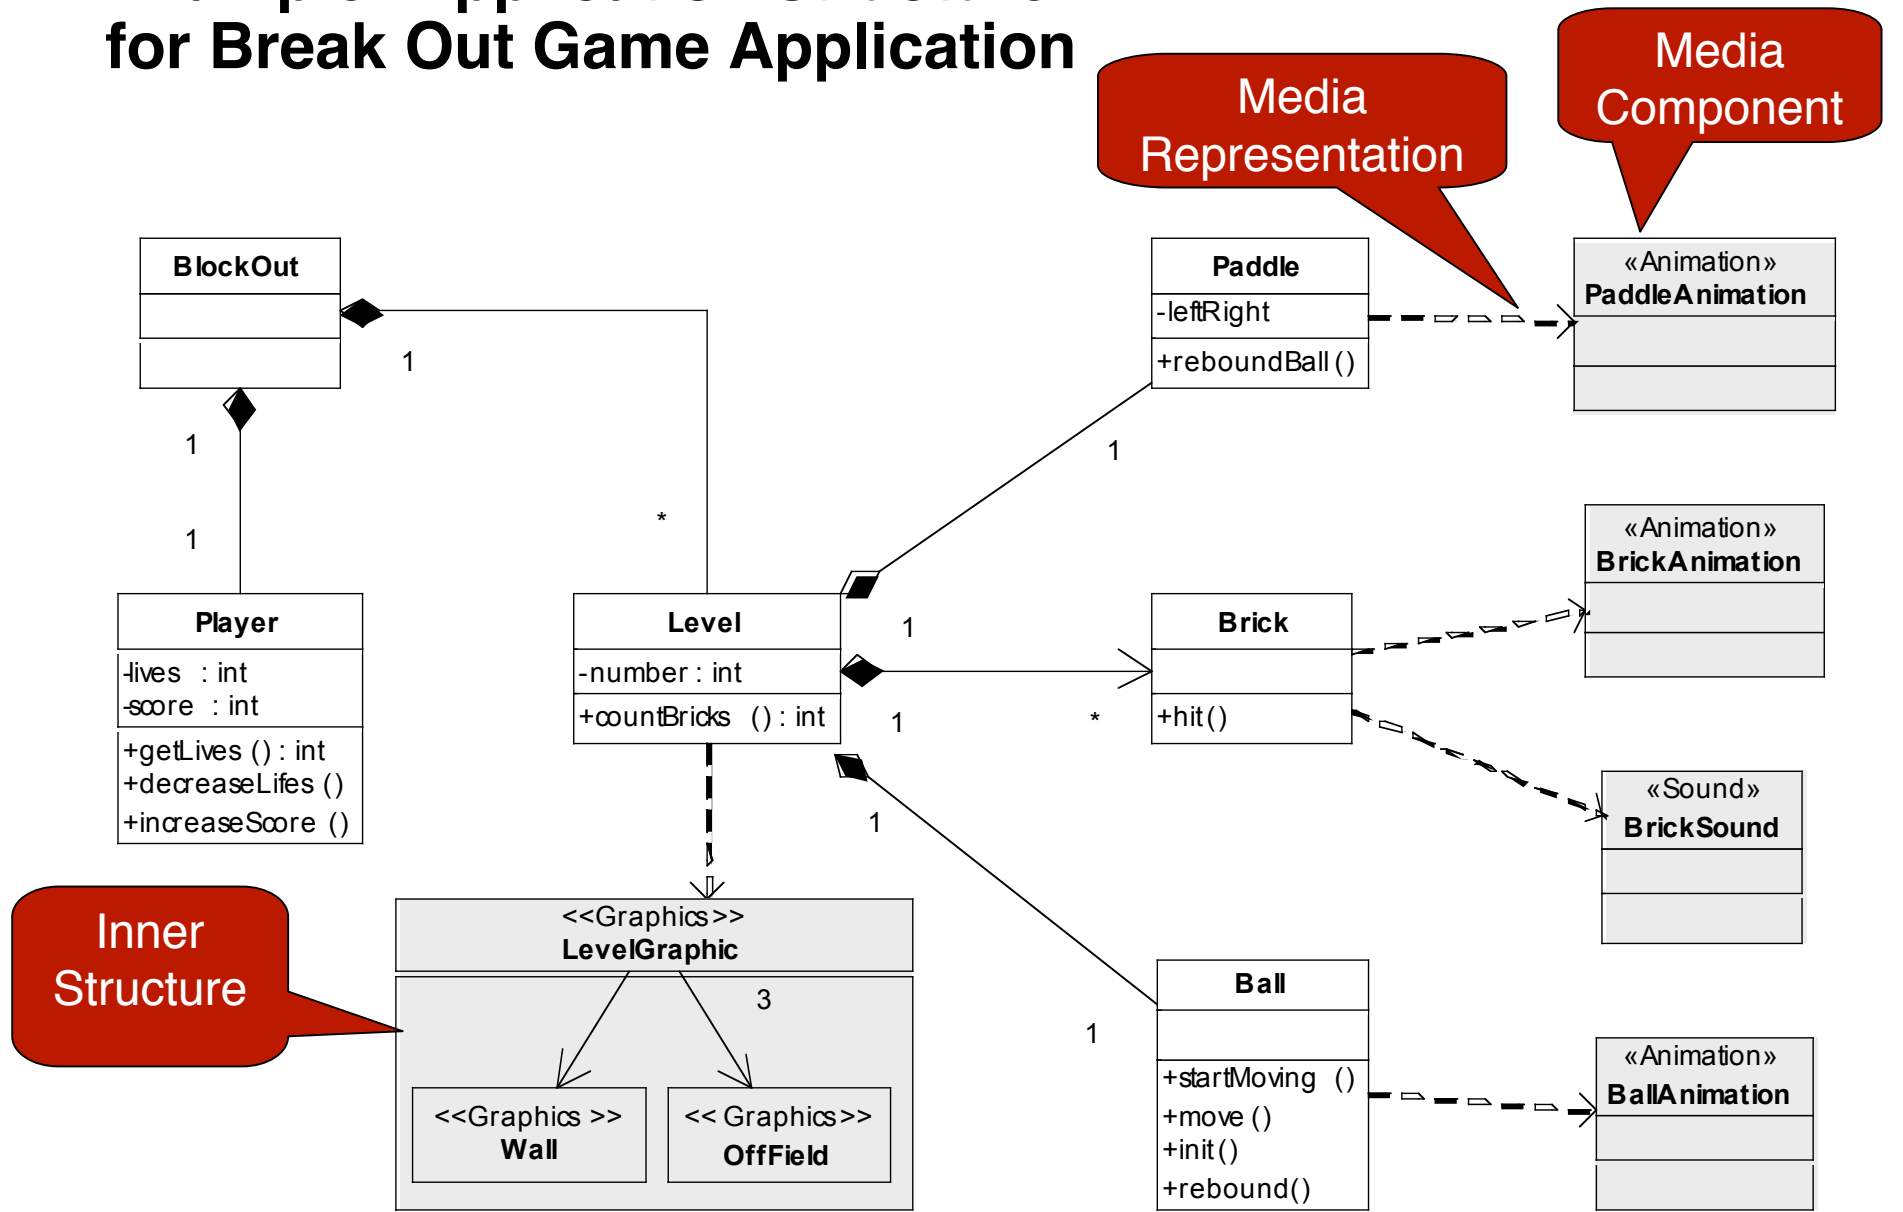 for Break Out Game Application
Media
Representation
Media
Component
BlockOut
1
1
1
*
Player
-lives : int
-score : int
+getLives () : int
+decreaseLifes ()
+increaseScore ()
Level
-number : int
+countBricks () : int
1
1
1
*
1
1
Paddle
-leftRight
+reboundBall ()
«Animation»
PaddleAnimation
Brick
+hit ()
«Animation»
BrickAnimation
«Sound»
BrickSound
Inner
Structure
<<Graphics>>
LevelGraphic
3
<<Graphics >>
Wall
<< Graphics>>
OffField
Ball
+startMoving ()
+move ()
+init ()
+rebound()
«Animation»
BallAnimation